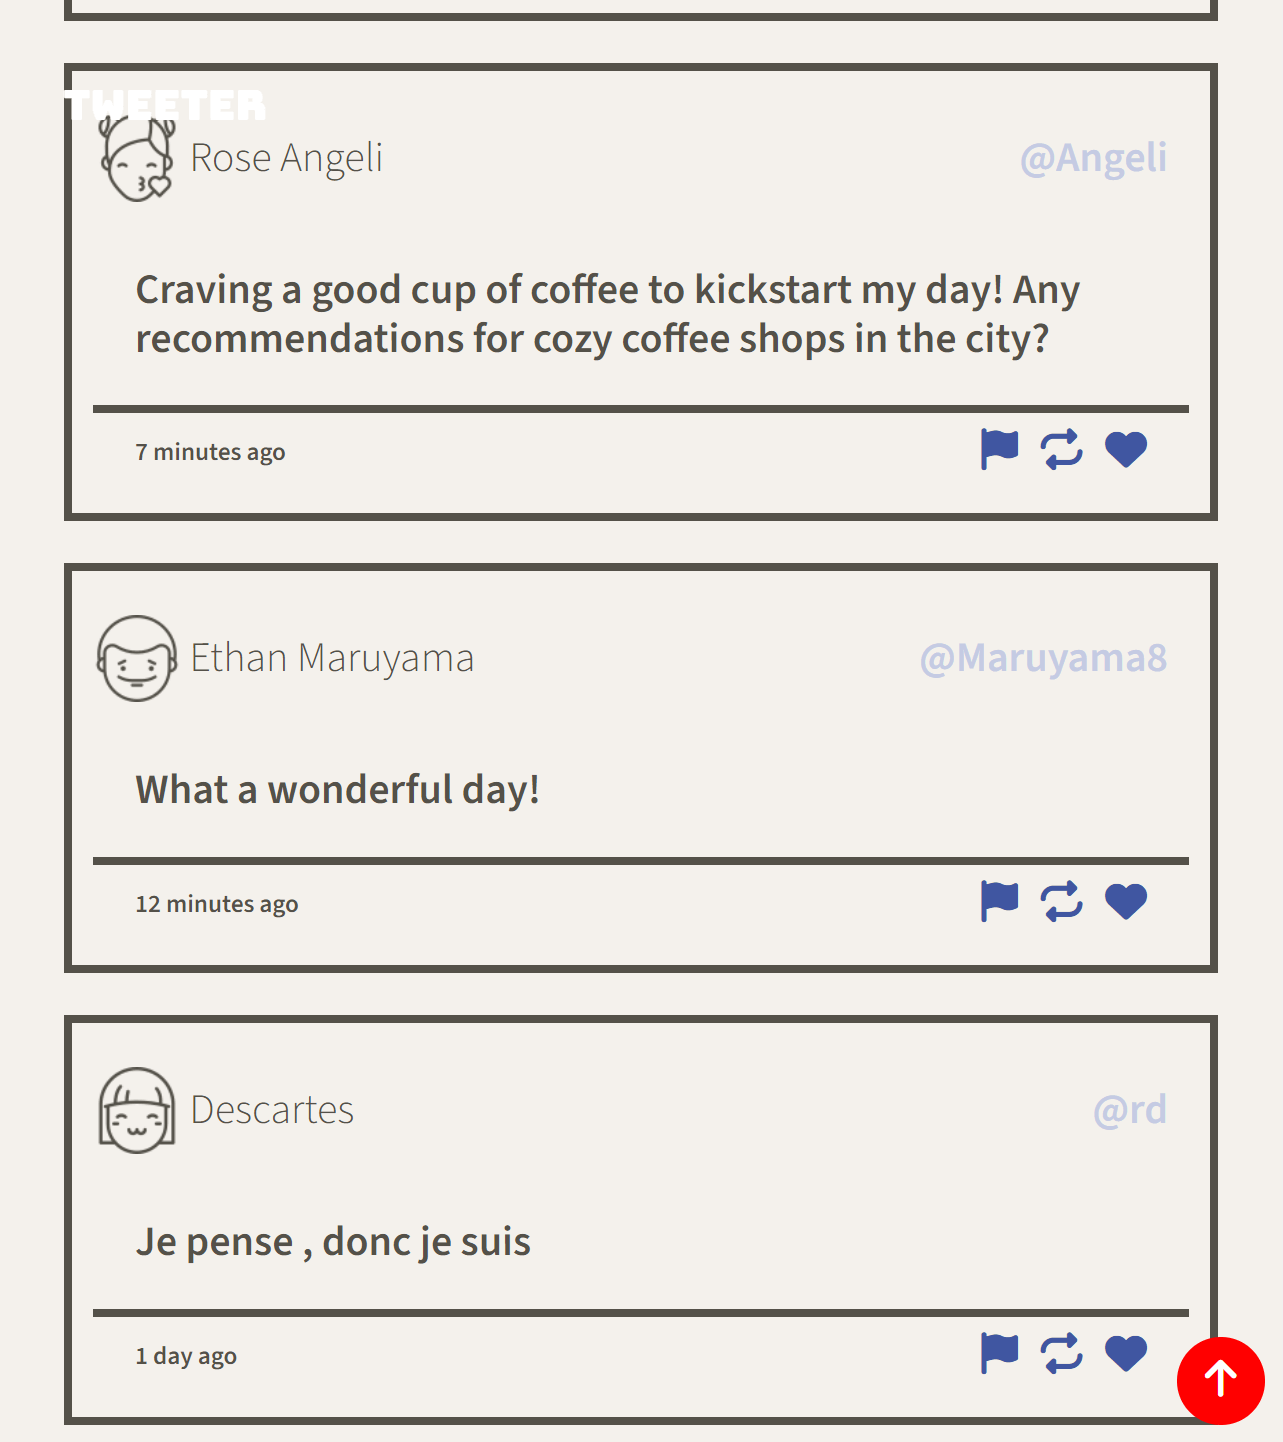 TWEETER
Rose Angeli
@Angeli
Craving a good cup of coffee to kickstart my day! Any
recommendations for cozy coffee shops in the city?
7 minutes ago
Ethan Maruyama
@Maruyama8
What a wonderful day!
12 minutes ago
Descartes
@rd
Je pense , donc je suis
1 day ago